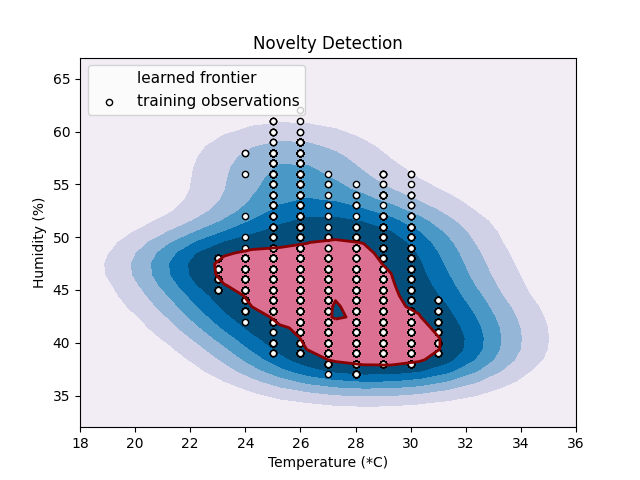 Novelty Detection
learned frontier
training observations
Humidity (%)
65
60
55
50
45
40
35
18 20 22 24 26 28 30 32 34 36
Temperature (*C)